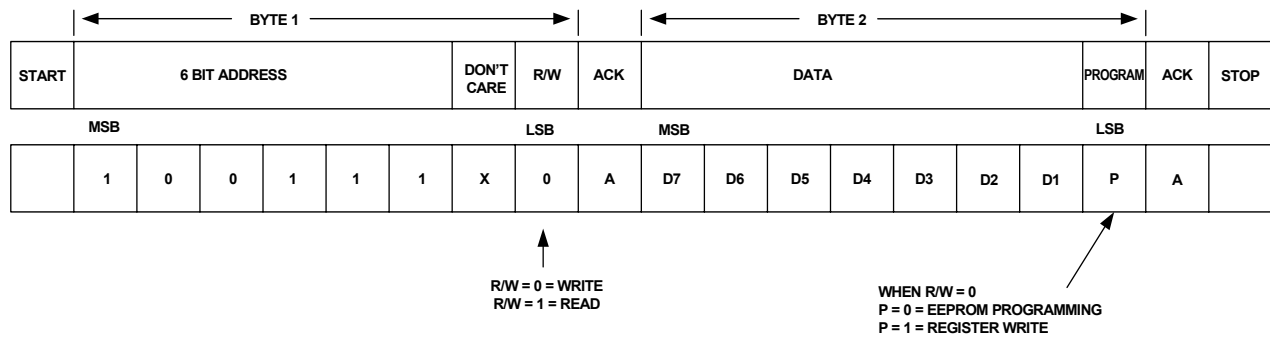 BYTE 1 BYTE 2
START 6 BIT ADDRESS DON'T CARE R/W ACK DATA PROGRAM ACK STOP
MSB LSB MSB LSB
1 0 0 1 1 1 X 0 A D7 D6 D5 D4 D3 D2 D1 P A
R/W = 0 = WRITE
R/W = 1 = READ
WHEN R/W = 0
P = 0 = EEPROM PROGRAMMING
P = 1 = REGISTER WRITE